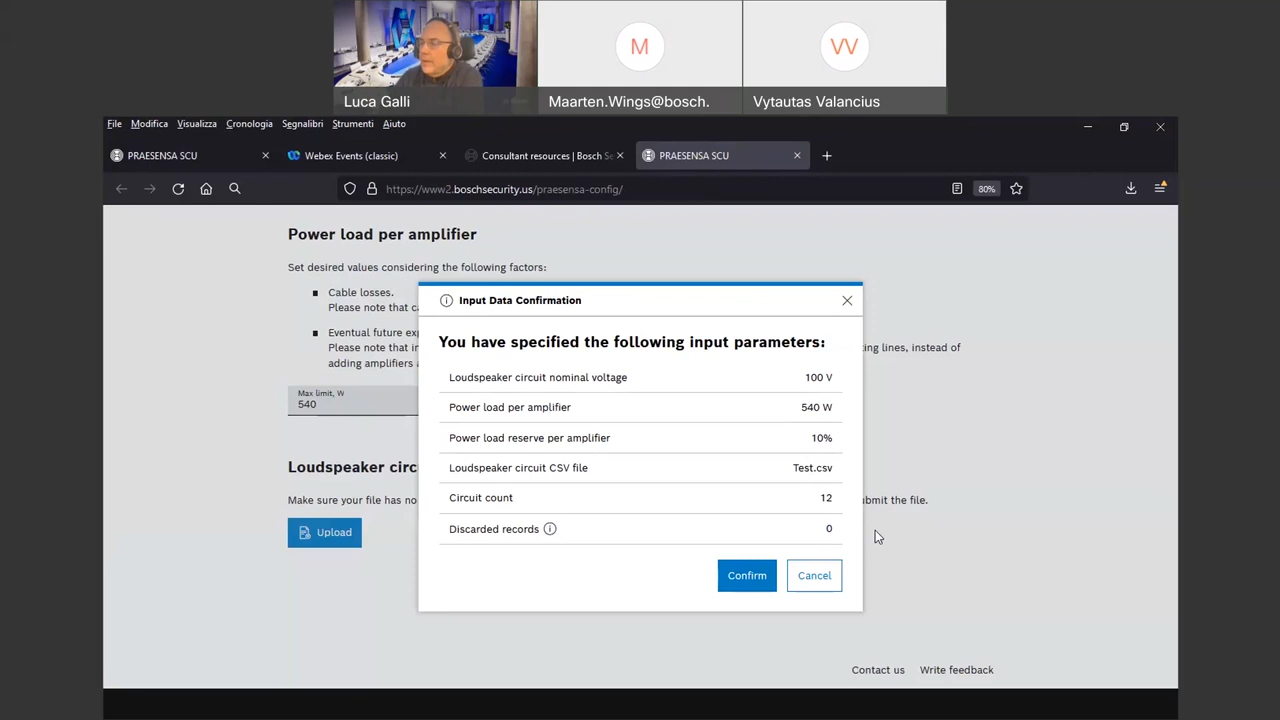 M
VV
Luca Galli
Maarten.Wings@bosch.
Vytautas Valancius
File Modifica Visualizza Cronologia Segnalibri Strumenti Aiuto
PRAESENSA SCU
Webex Events (classic)
Consultant resources | Bosch Se
PRAESENSA SCU
https://www2.boschsecurity.us/praesensa-config/
80%
Power load per amplifier
Set desired values considering the following factors:
Cable losses.
Please note that c
Eventual future exp
Please note that in
king lines, instead of
adding amplifiers a
Max limit, W
540
Loudspeaker circ
Make sure your file has no
ubmit the file.
Upload
Input Data Confirmation
You have specified the following input parameters:
Loudspeaker circuit nominal voltage 100 V
Power load per amplifier 540 W
Power load reserve per amplifier 10%
Loudspeaker circuit CSV file Test.csv
Circuit count 12
Discarded records 0
Confirm Cancel
Contact us Write feedback